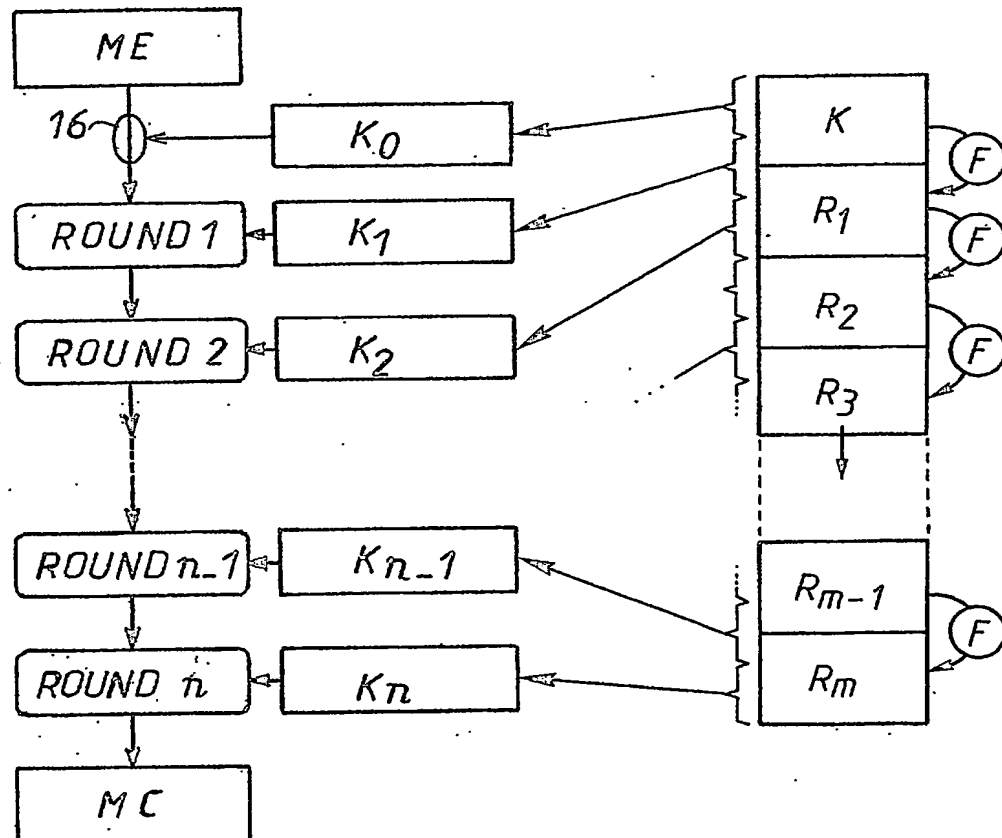 ME
16
K0
K
F
ROUND 1
K1
R1
F
ROUND 2
K2
R2
F
R3
ROUND n-1
Kn-1
Rm-1
F
ROUND n
Kn
Rm
MC